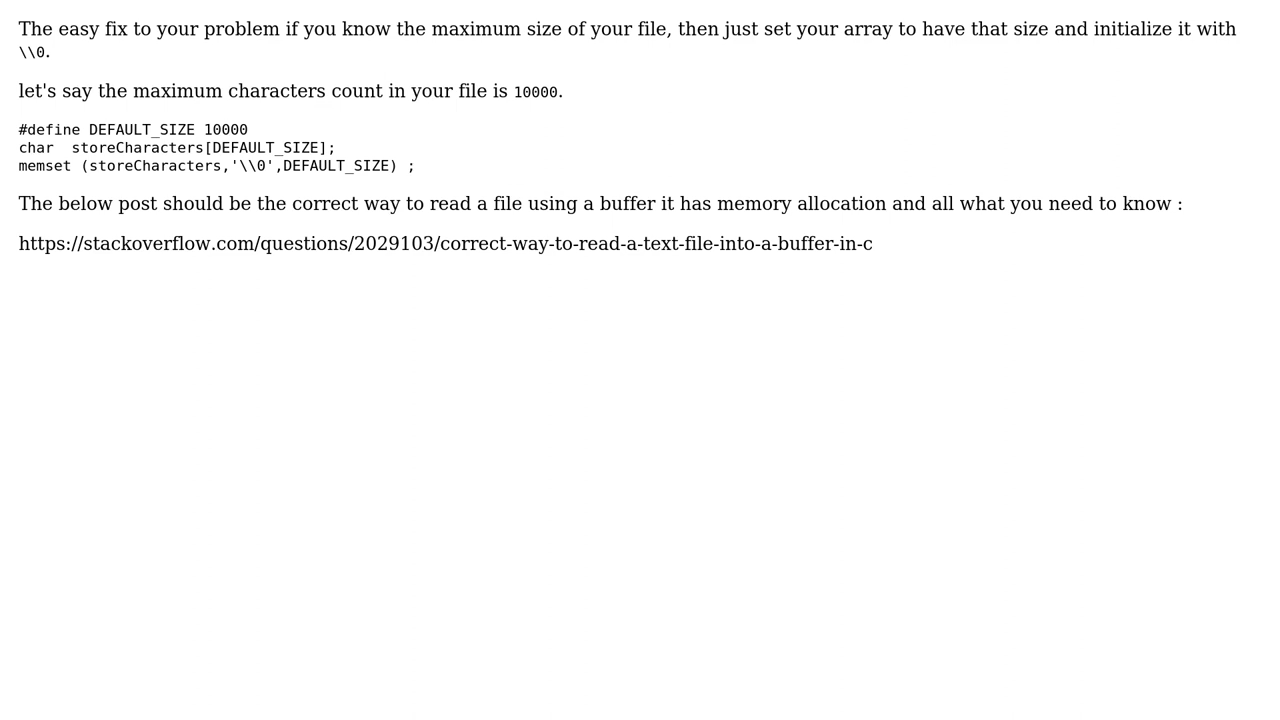 The easy fix to your problem if you know the maximum size of your file, then just set your array to have that size and initialize it with
\\0.
let's say the maximum characters count in your file is 10000.
#define DEFAULT_SIZE 10000
char  storeCharacters[DEFAULT_SIZE];
memset (storeCharacters,'\\0',DEFAULT_SIZE) ;
The below post should be the correct way to read a file using a buffer it has memory allocation and all what you need to know :
https://stackoverflow.com/questions/2029103/correct-way-to-read-a-text-file-into-a-buffer-in-c